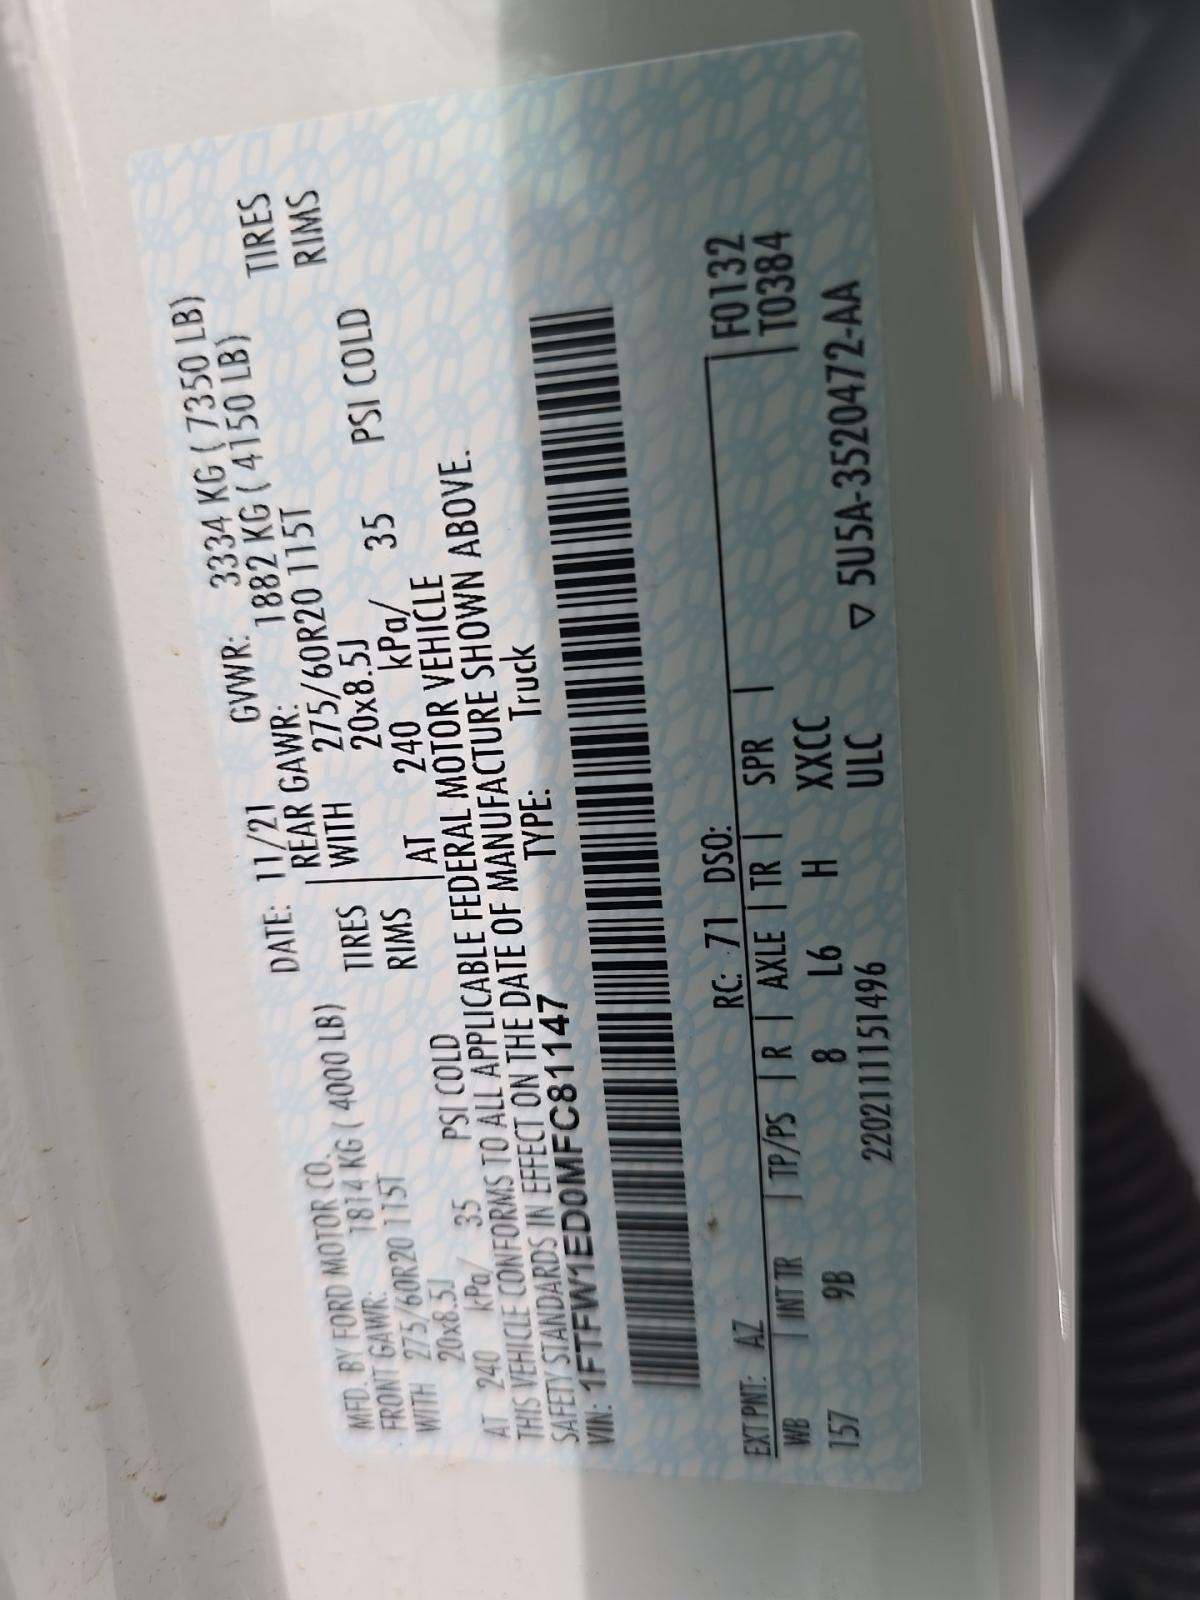 MFD. BY FORD MOTOR CO. DATE: 11/21 GVWR: 3334 KG ( 7350 LB)
FRONT GAWR: 1814 KG ( 4000 LB) REAR GAWR: 1882 KG ( 4150 LB)
WITH 275/60R20 115T TIRES WITH 275/60R20 115T TIRES
20x8.5J RIMS 20x8.5J RIMS
AT 240 kPa/ 35 PSI COLD AT 240 kPa/ 35 PSI COLD
THIS VEHICLE CONFORMS TO ALL APPLICABLE FEDERAL MOTOR VEHICLE
SAFETY STANDARDS IN EFFECT ON THE DATE OF MANUFACTURE SHOWN ABOVE.
VIN: 1FTFW1ED0MFC81147 TYPE: Truck
EXT PNT: AZ RC: 71 DSO: F0132
WB | INT TR | TP/PS | R | AXLE | TR | SPR | T0384
157 9B 8 L6 H XXCC
2202111151496 ULC ▽ 5U5A-3520472-AA